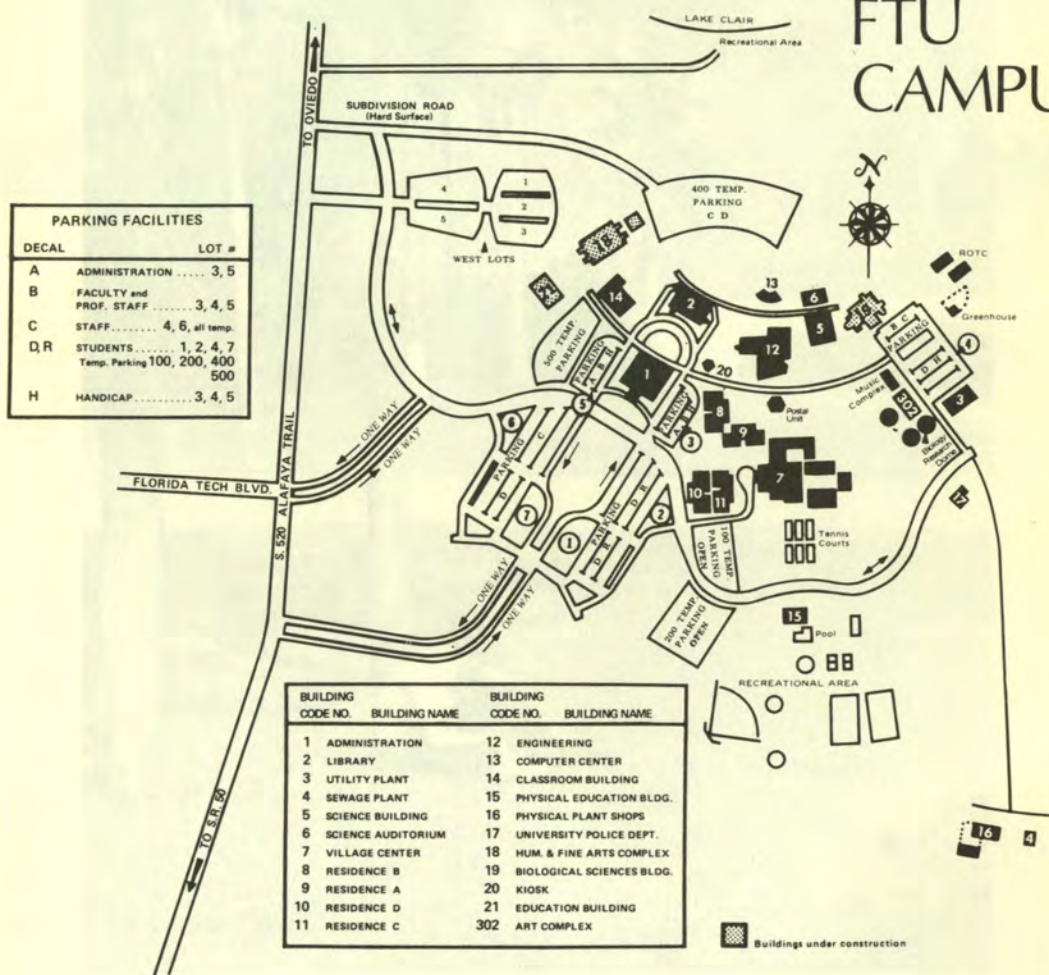 FTU
CAMPU
LAKE CLAIR
Recreational Area
TO OVIEDO
SUBDIVISION ROAD
(Hard Surface)
4
5
1
2
3
WEST LOTS
400 TEMP.
PARKING
C D
N
PARKING FACILITIES
DECAL LOT #
A ADMINISTRATION ..... 3, 5
B FACULTY and
PROF. STAFF ....... 3, 4, 5
C STAFF........ 4, 6, all temp.
D,R STUDENTS ....... 1, 2, 4, 7
Temp. Parking 100, 200, 400
500
H HANDICAP.......... 3, 4, 5
ROTC
Greenhouse
14
2
13
6
5
12
20
1
500 TEMP.
PARKING
PARKING
A B H
5
PARKING
A H
3
8
9
Postal
Unit
B C
PARKING
D H
4
Music
Complex
302
3
Biology
Research
Dome
17
6
PARKING
C
D
7
1
PARKING
D R
D R
2
10
11
7
100 TEMP.
PARKING
OPEN
Tennis
Courts
200 TEMP.
PARKING
OPEN
15
Pool
RECREATIONAL AREA
ONE WAY
ONE WAY
FLORIDA TECH BLVD.
S. 520 ALAFAYA TRAIL
ONE WAY
ONE WAY
TO S.R. 50
BUILDING BUILDING
CODE NO. BUILDING NAME CODE NO. BUILDING NAME
1 ADMINISTRATION 12 ENGINEERING
2 LIBRARY 13 COMPUTER CENTER
3 UTILITY PLANT 14 CLASSROOM BUILDING
4 SEWAGE PLANT 15 PHYSICAL EDUCATION BLDG.
5 SCIENCE BUILDING 16 PHYSICAL PLANT SHOPS
6 SCIENCE AUDITORIUM 17 UNIVERSITY POLICE DEPT.
7 VILLAGE CENTER 18 HUM. & FINE ARTS COMPLEX
8 RESIDENCE B 19 BIOLOGICAL SCIENCES BLDG.
9 RESIDENCE A 20 KIOSK
10 RESIDENCE D 21 EDUCATION BUILDING
11 RESIDENCE C 302 ART COMPLEX
16
4
Buildings under construction